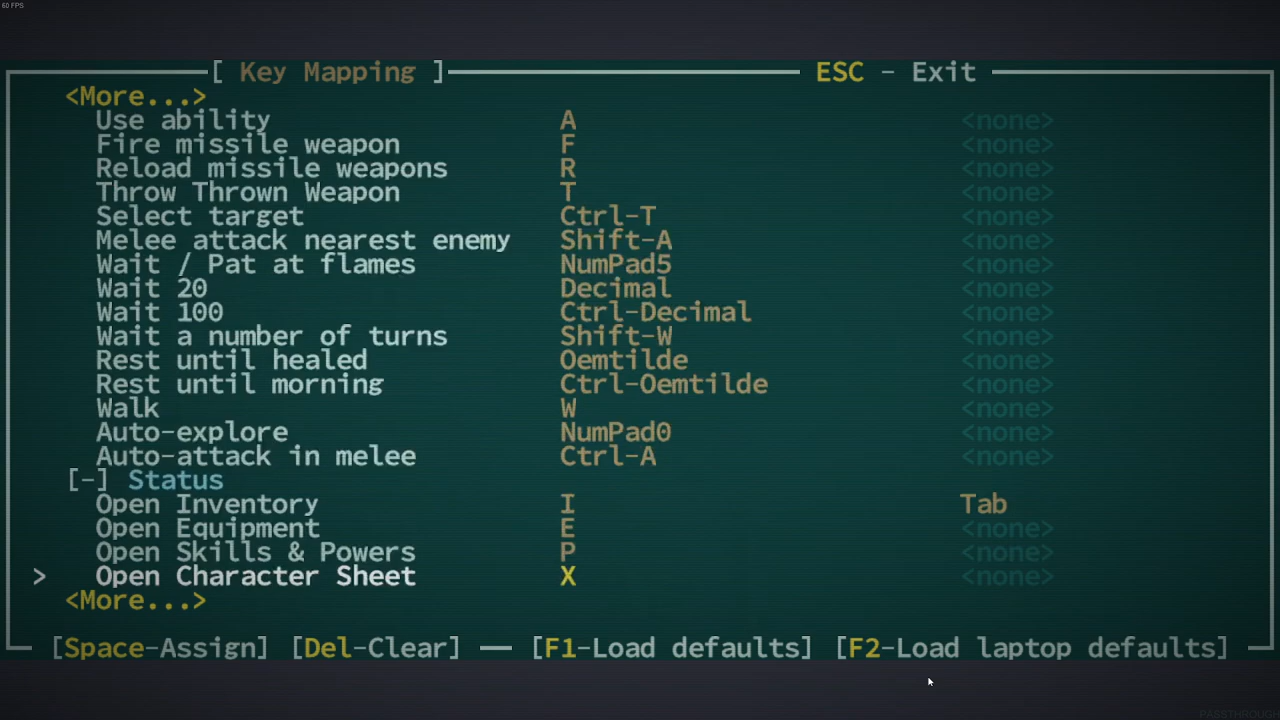 60 FPS
[ Key Mapping ] ESC - Exit
<More...>
Use ability A <none>
Fire missile weapon F <none>
Reload missile weapons R <none>
Throw Thrown Weapon T <none>
Select target Ctrl-T <none>
Melee attack nearest enemy Shift-A <none>
Wait / Pat at flames NumPad5 <none>
Wait 20 Decimal <none>
Wait 100 Ctrl-Decimal <none>
Wait a number of turns Shift-W <none>
Rest until healed Oemtilde <none>
Rest until morning Ctrl-Oemtilde <none>
Walk W <none>
Auto-explore NumPad0 <none>
Auto-attack in melee Ctrl-A <none>
[-] Status
Open Inventory I Tab
Open Equipment E <none>
Open Skills & Powers P <none>
> Open Character Sheet X <none>
<More...>
[Space-Assign] [Del-Clear] — [F1-Load defaults] [F2-Load laptop defaults]